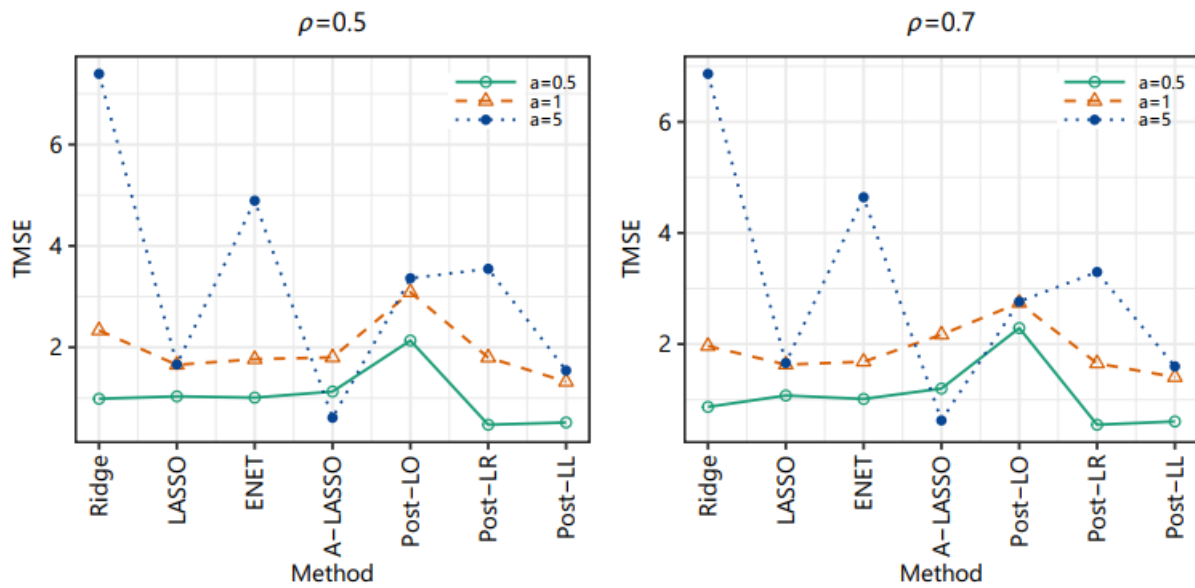 ρ=0.5
a=0.5
a=1
a=5
TMSE
6
4
2
Ridge
LASSO
ENET
A-LASSO
Post-LO
Post-LR
Post-LL
Method
ρ=0.7
a=0.5
a=1
a=5
TMSE
6
4
2
Ridge
LASSO
ENET
A-LASSO
Post-LO
Post-LR
Post-LL
Method